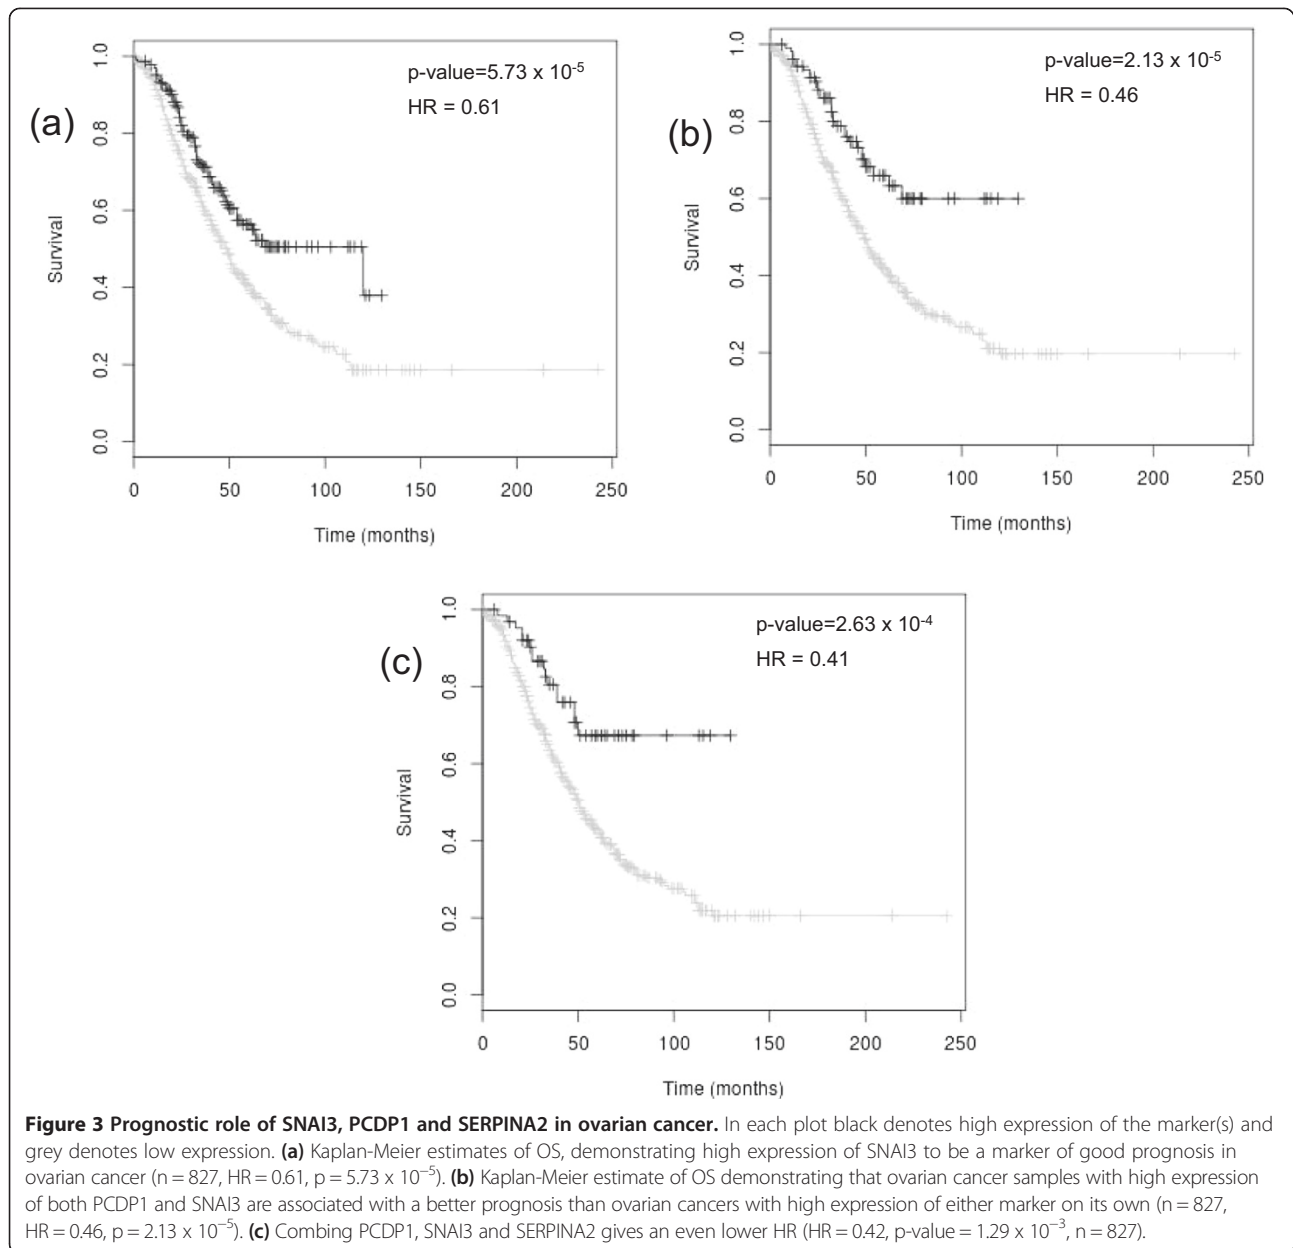 (a)
p-value=5.73 x 10-5
HR = 0.61
Survival
1.0
0.8
0.6
0.4
0.2
0.0
0 50 100 150 200 250
Time (months)
(b)
p-value=2.13 x 10-5
HR = 0.46
Survival
1.0
0.8
0.6
0.4
0.2
0.0
0 50 100 150 200 250
Time (months)
(c)
p-value=2.63 x 10-4
HR = 0.41
Survival
1.0
0.8
0.6
0.4
0.2
0.0
0 50 100 150 200 250
Time (months)
Figure 3 Prognostic role of SNAI3, PCDP1 and SERPINA2 in ovarian cancer. In each plot black denotes high expression of the marker(s) and
grey denotes low expression. (a) Kaplan-Meier estimates of OS, demonstrating high expression of SNAI3 to be a marker of good prognosis in
ovarian cancer (n = 827, HR = 0.61, p = 5.73 x 10−5). (b) Kaplan-Meier estimate of OS demonstrating that ovarian cancer samples with high expression
of both PCDP1 and SNAI3 are associated with a better prognosis than ovarian cancers with high expression of either marker on its own (n = 827,
HR = 0.46, p = 2.13 x 10−5). (c) Combing PCDP1, SNAI3 and SERPINA2 gives an even lower HR (HR = 0.42, p-value = 1.29 x 10−3, n = 827).